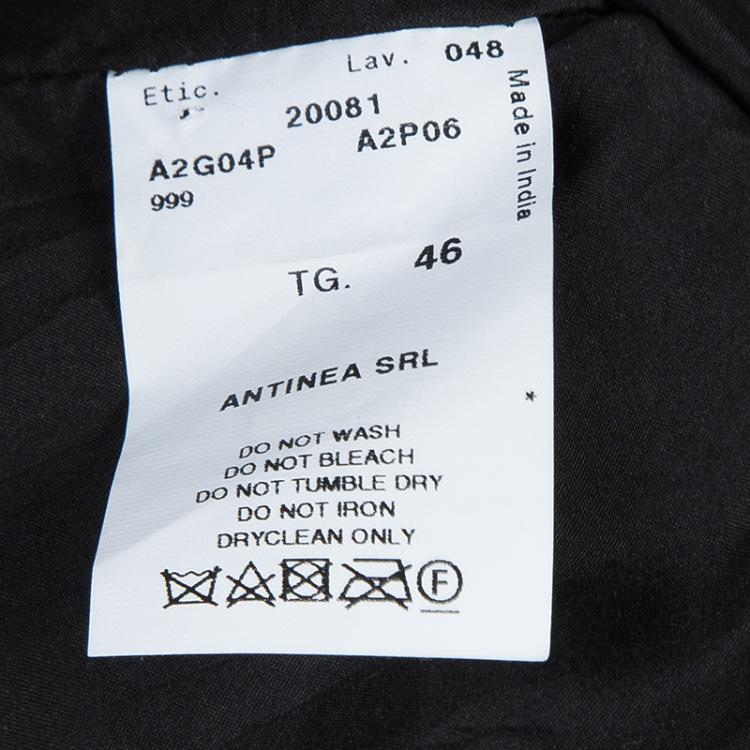 Etic. Lav. 048
20081
A2G04P A2P06
999
Made in India
TG. 46
ANTINEA SRL
*
DO NOT WASH
DO NOT BLEACH
DO NOT TUMBLE DRY
DO NOT IRON
DRYCLEAN ONLY
F